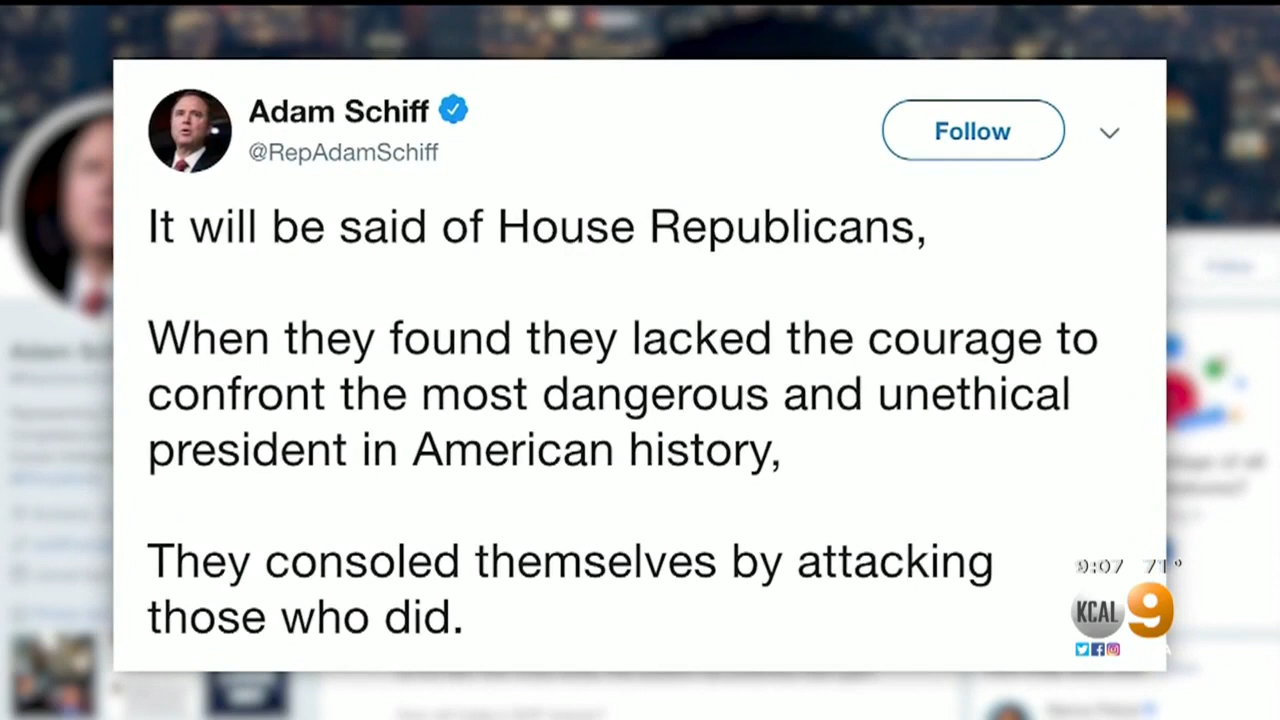 Adam Schiff
@RepAdamSchiff
Follow
It will be said of House Republicans,
When they found they lacked the courage to
confront the most dangerous and unethical
president in American history,
They consoled themselves by attacking
those who did.
9:07 71°
KCAL 9